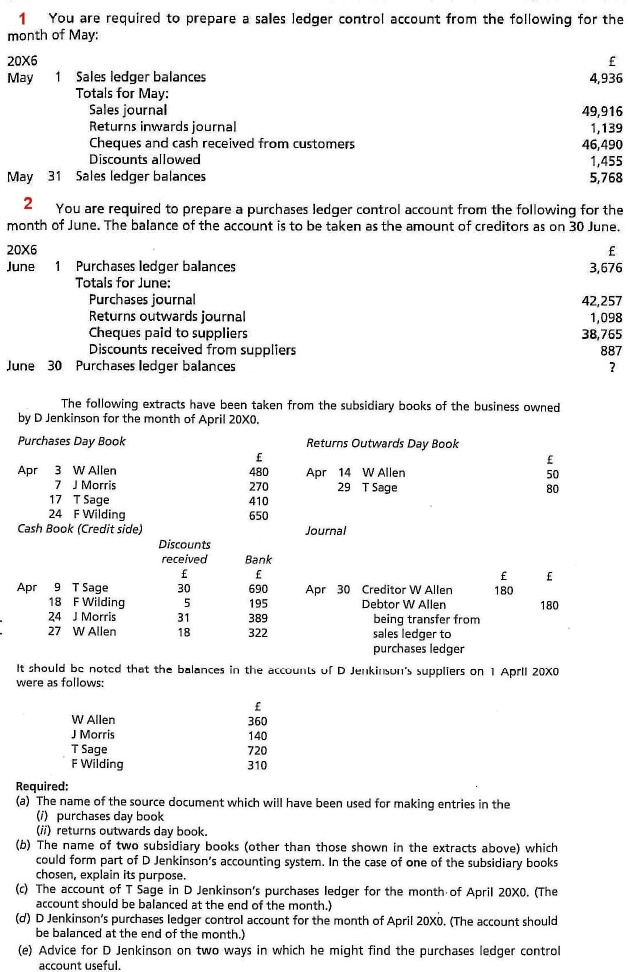 1 You are required to prepare a sales ledger control account from the following for the
month of May:
20X6 £
May 1 Sales ledger balances 4,936
Totals for May:
Sales journal 49,916
Returns inwards journal 1,139
Cheques and cash received from customers 46,490
Discounts allowed 1,455
May 31 Sales ledger balances 5,768
2 You are required to prepare a purchases ledger control account from the following for the
month of June. The balance of the account is to be taken as the amount of creditors as on 30 June.
20X6 £
June 1 Purchases ledger balances 3,676
Totals for June:
Purchases journal 42,257
Returns outwards journal 1,098
Cheques paid to suppliers 38,765
Discounts received from suppliers 887
June 30 Purchases ledger balances ?
The following extracts have been taken from the subsidiary books of the business owned
by D Jenkinson for the month of April 20X0.
Purchases Day Book Returns Outwards Day Book
£ £
Apr 3 W Allen 480 Apr 14 W Allen 50
7 J Morris 270 29 T Sage 80
17 T Sage 410
24 F Wilding 650
Cash Book (Credit side) Journal
Discounts
received Bank
£ £ £ £
Apr 9 T Sage 30 690 Apr 30 Creditor W Allen 180
18 F Wilding 5 195 Debtor W Allen 180
24 J Morris 31 389 being transfer from
27 W Allen 18 322 sales ledger to
purchases ledger
It should be noted that the balances in the accounts of D Jenkinson's suppliers on 1 April 20X0
were as follows:
£
W Allen 360
J Morris 140
T Sage 720
F Wilding 310
Required:
(a) The name of the source document which will have been used for making entries in the
(i) purchases day book
(ii) returns outwards day book.
(b) The name of two subsidiary books (other than those shown in the extracts above) which
could form part of D Jenkinson's accounting system. In the case of one of the subsidiary books
chosen, explain its purpose.
(c) The account of T Sage in D Jenkinson's purchases ledger for the month of April 20X0. (The
account should be balanced at the end of the month.)
(d) D Jenkinson's purchases ledger control account for the month of April 20X0. (The account should
be balanced at the end of the month.)
(e) Advice for D Jenkinson on two ways in which he might find the purchases ledger control
account useful.